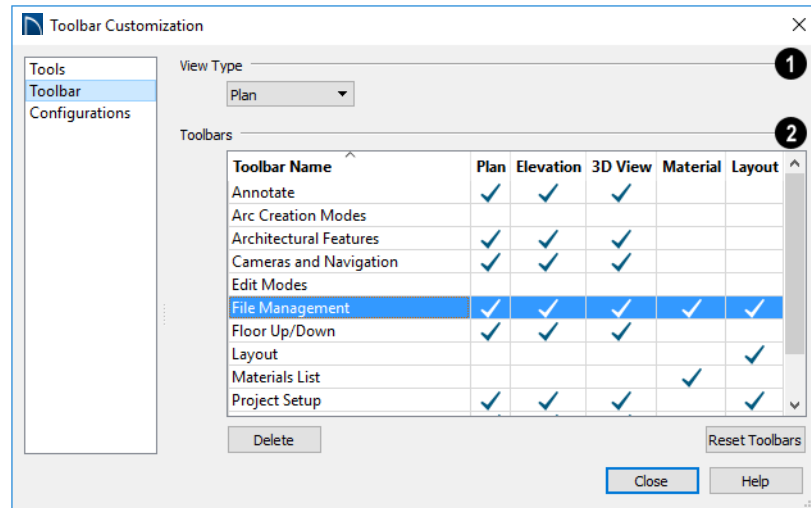 Toolbar Customization
Tools
Toolbar
Configurations
View Type
1
Plan
Toolbars
2
Toolbar Name Plan Elevation 3D View Material Layout
Annotate
Arc Creation Modes
Architectural Features
Cameras and Navigation
Edit Modes
File Management
Floor Up/Down
Layout
Materials List
Project Setup
Delete
Reset Toolbars
Close
Help